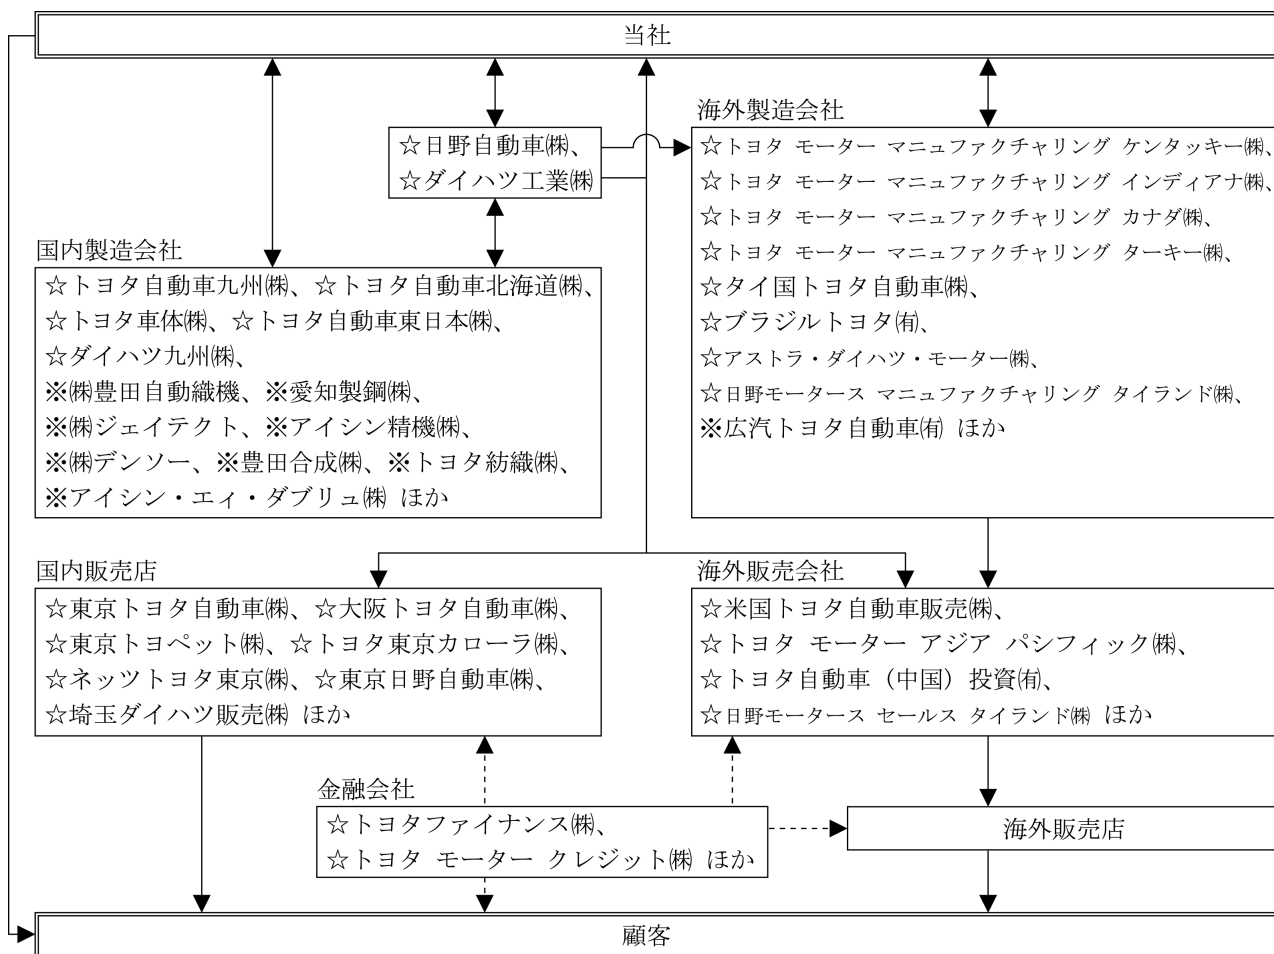 当社
海外製造会社
☆日野自動車㈱、
☆ダイハツ工業㈱
☆トヨタ モーター マニュファクチャリング ケンタッキー㈱、
☆トヨタ モーター マニュファクチャリング インディアナ㈱、
☆トヨタ モーター マニュファクチャリング カナダ㈱、
☆トヨタ モーター マニュファクチャリング ターキー㈱、
☆タイ国トヨタ自動車㈱、
☆ブラジルトヨタ㈲、
☆アストラ・ダイハツ・モーター㈱、
☆日野モータース マニュファクチャリング タイランド㈱、
※広汽トヨタ自動車㈲ ほか
国内製造会社
☆トヨタ自動車九州㈱、☆トヨタ自動車北海道㈱、
☆トヨタ車体㈱、☆トヨタ自動車東日本㈱、
☆ダイハツ九州㈱、
※㈱豊田自動織機、※愛知製鋼㈱、
※㈱ジェイテクト、※アイシン精機㈱、
※㈱デンソー、※豊田合成㈱、※トヨタ紡織㈱、
※アイシン・エィ・ダブリュ㈱ ほか
国内販売店
☆東京トヨタ自動車㈱、☆大阪トヨタ自動車㈱、
☆東京トヨペット㈱、☆トヨタ東京カローラ㈱、
☆ネッツトヨタ東京㈱、☆東京日野自動車㈱、
☆埼玉ダイハツ販売㈱ ほか
海外販売会社
☆米国トヨタ自動車販売㈱、
☆トヨタ モーター アジア パシフィック㈱、
☆トヨタ自動車（中国）投資㈲、
☆日野モータース セールス タイランド㈱ ほか
金融会社
☆トヨタファイナンス㈱、
☆トヨタ モーター クレジット㈱ ほか
海外販売店
顧客